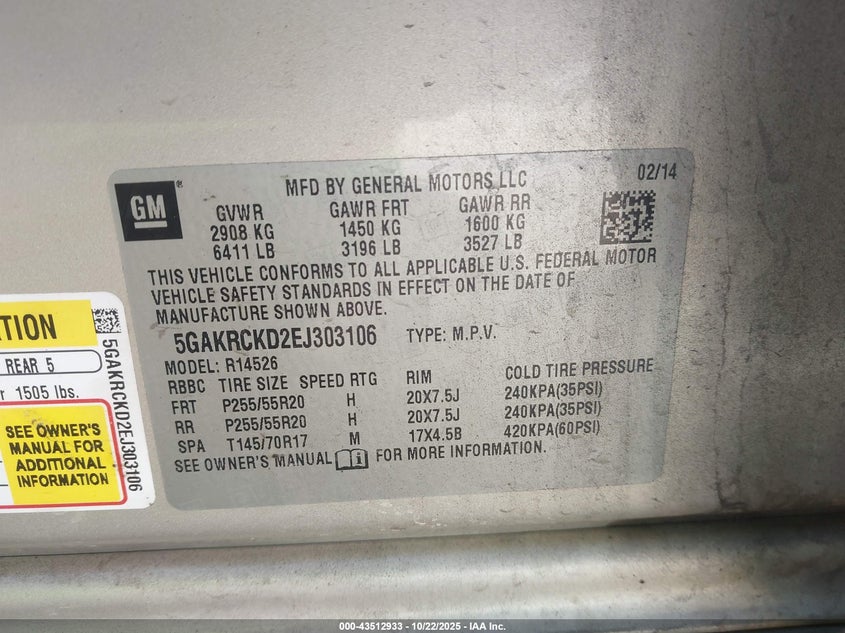 GM
®
MFD BY GENERAL MOTORS LLC
02/14
GVWR GAWR FRT GAWR RR
2908 KG 1450 KG 1600 KG
6411 LB 3196 LB 3527 LB
THIS VEHICLE CONFORMS TO ALL APPLICABLE U.S. FEDERAL MOTOR
VEHICLE SAFETY STANDARDS IN EFFECT ON THE DATE OF
MANUFACTURE SHOWN ABOVE.
5GAKRCKD2EJ303106 TYPE: M.P.V.
MODEL: R14526
RBBC TIRE SIZE SPEED RTG RIM COLD TIRE PRESSURE
FRT P255/55R20 H 20X7.5J 240KPA(35PSI)
RR P255/55R20 H 20X7.5J 240KPA(35PSI)
SPA T145/70R17 M 17X4.5B 420KPA(60PSI)
SEE OWNER'S MANUAL i FOR MORE INFORMATION.
REAR 5
1505 lbs.
SEE OWNER'S
MANUAL FOR
ADDITIONAL
INFORMATION
5GAKRCKD2EJ303106
000-43512933 - 10/22/2025 - IAA Inc.